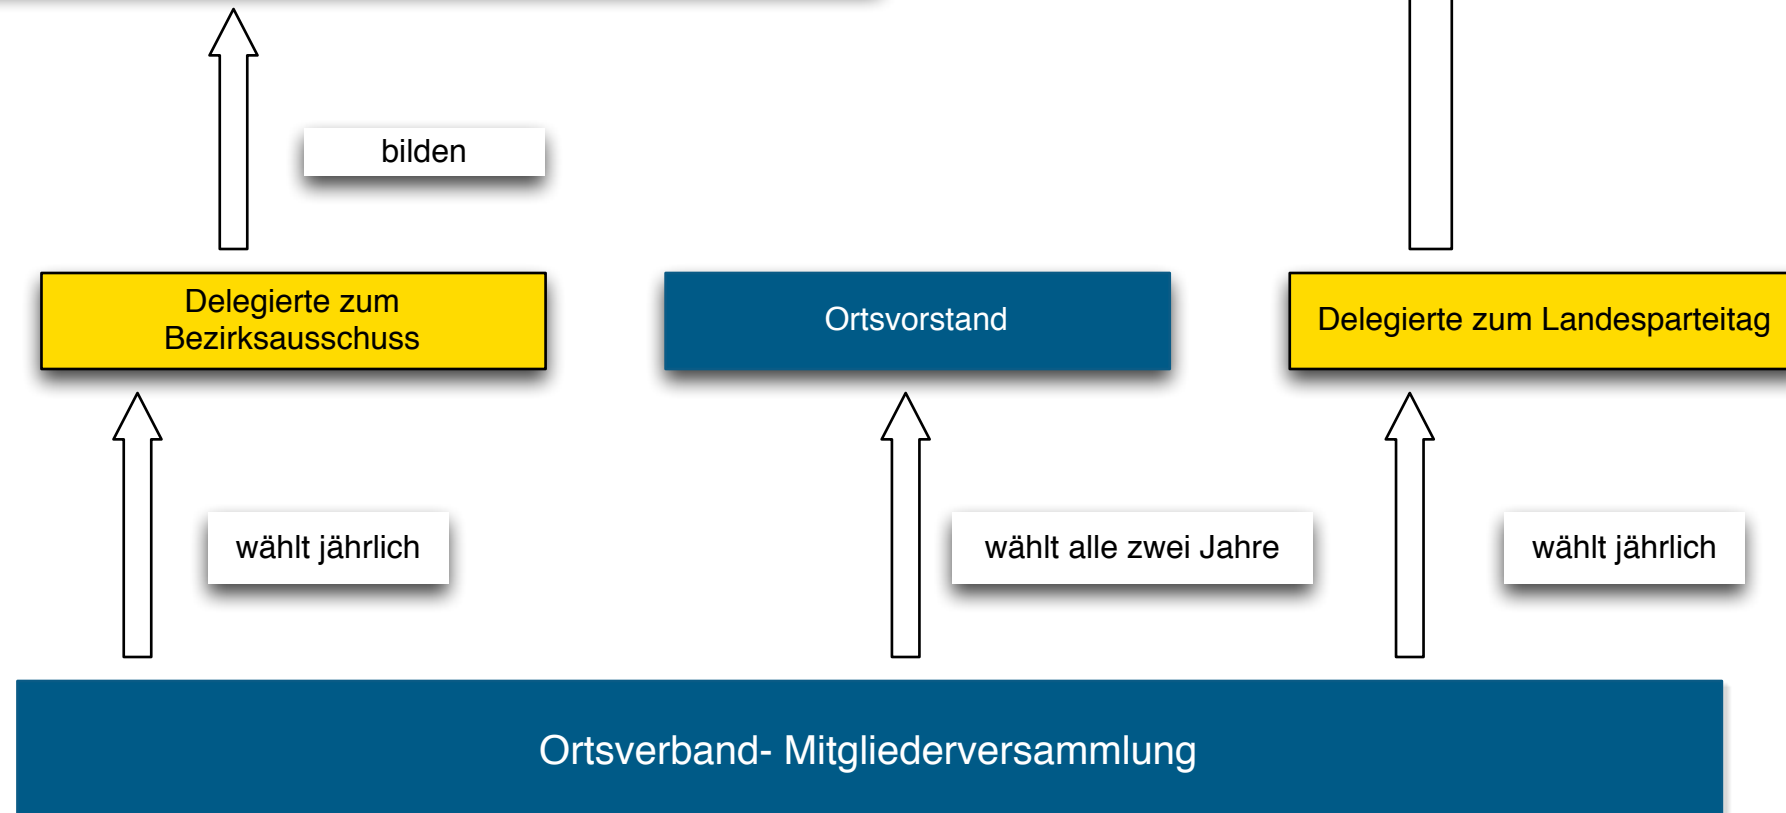 bilden
Delegierte zum
Bezirksausschuss
Ortsvorstand
Delegierte zum Landesparteitag
wählt jährlich
wählt alle zwei Jahre
wählt jährlich
Ortsverband- Mitgliederversammlung